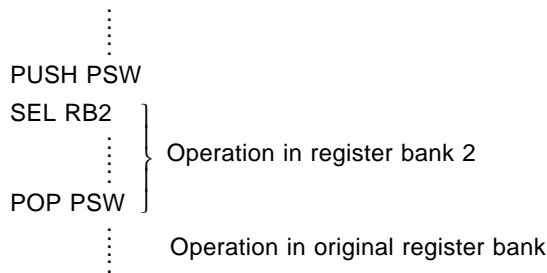 PUSH PSW
SEL RB2
Operation in register bank 2
POP PSW
Operation in original register bank